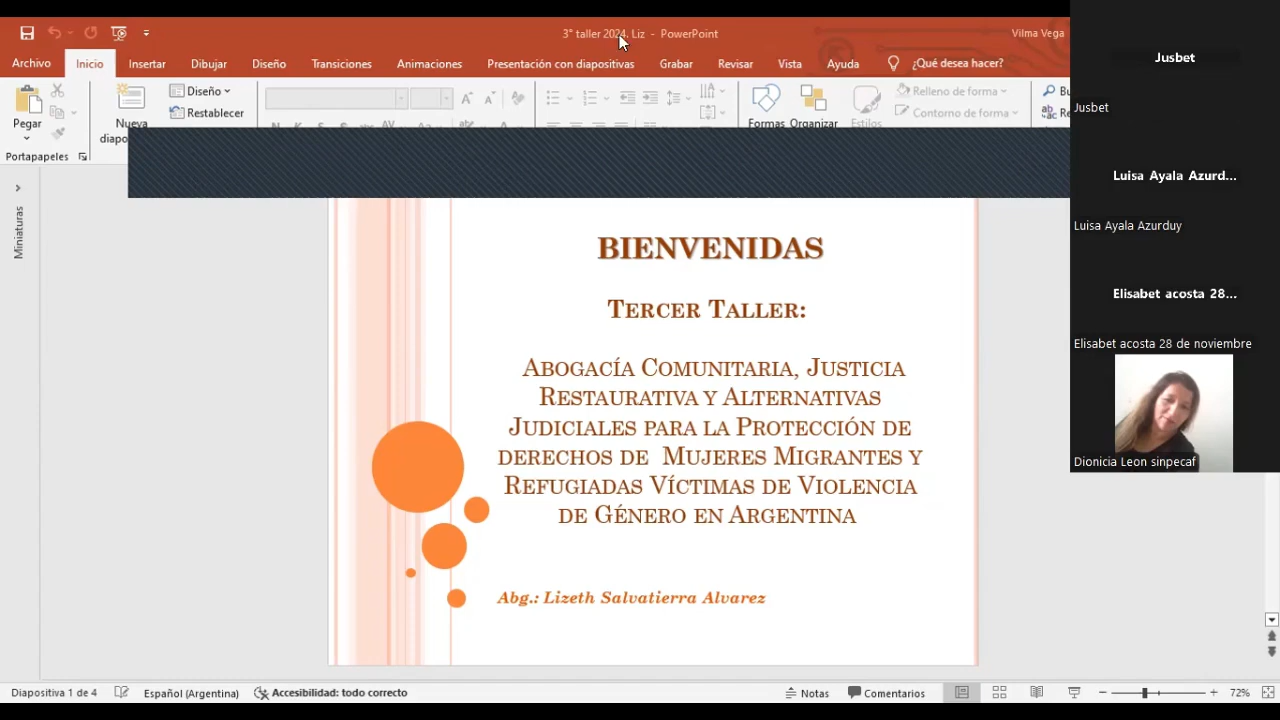 3° taller 2024. Liz - PowerPoint
Vilma Vega
Archivo Inicio Insertar Dibujar Diseño Transiciones Animaciones Presentación con diapositivas Grabar Revisar Vista Ayuda ¿Qué desea hacer?
Pegar
Nueva
Diseño
Restablecer
Formas Organizar Estilos
Relleno de forma
Contorno de forma
Portapapeles
Miniaturas
BIENVENIDAS
Tercer Taller:
Abogacía Comunitaria, Justicia
Restaurativa y Alternativas
Judiciales para la Protección de
derechos de Mujeres Migrantes y
Refugiadas Víctimas de Violencia
de Género en Argentina
Abg.: Lizeth Salvatierra Alvarez
Jusbet
Jusbet
Luisa Ayala Azurd...
Luisa Ayala Azurduy
Elisabet acosta 28...
Elisabet acosta 28 de noviembre
Dionicia Leon sinpecaf
Diapositiva 1 de 4 Español (Argentina) Accesibilidad: todo correcto Notas Comentarios 72%